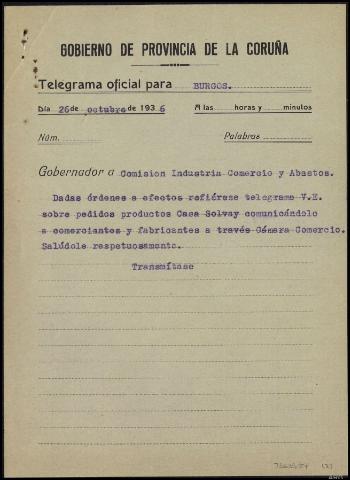 GOBIERNO DE PROVINCIA DE LA CORUÑA
Telegrama oficial para BURGOS.
Día 26 de octubre de 1936 A las horas y minutos
Núm. Palabras
Gobernador a Comision Industria Comercio y Abastos.
Dadas órdenes a efectos refiérese telegrama V.E.
sobre pedidos productos Casa Solvay comunicándolo
a comerciantes y fabricantes a través Cámara Comercio.
Salúdole respetuosamente.
Transmítase